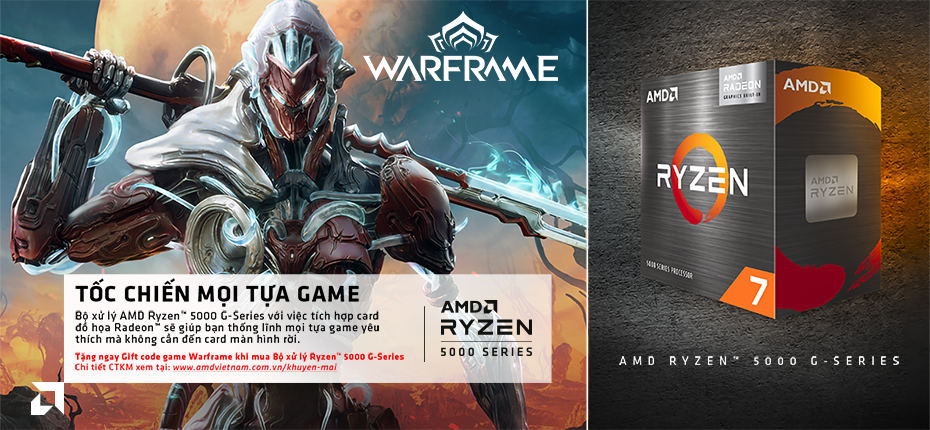 WARFRAME
TỐC CHIẾN MỌI TỰA GAME
Bộ xử lý AMD Ryzen™ 5000 G-Series với việc tích hợp card
đồ họa Radeon™ sẽ giúp bạn thống lĩnh mọi tựa game yêu
thích mà không cần đến card màn hình rời.
Tặng ngay Gift code game Warframe khi mua Bộ xử lý Ryzen™ 5000 G-Series
Chi tiết CTKM xem tại: www.amdvietnam.com.vn/khuyen-mai
AMD
RYZEN
5000 SERIES
AMD
AMD
RADEON
GRAPHICS BUILT-IN
RYZEN
5000 SERIES PROCESSOR
7
AMD
AMD
RYZEN
AMD RYZEN™ 5000 G-SERIES